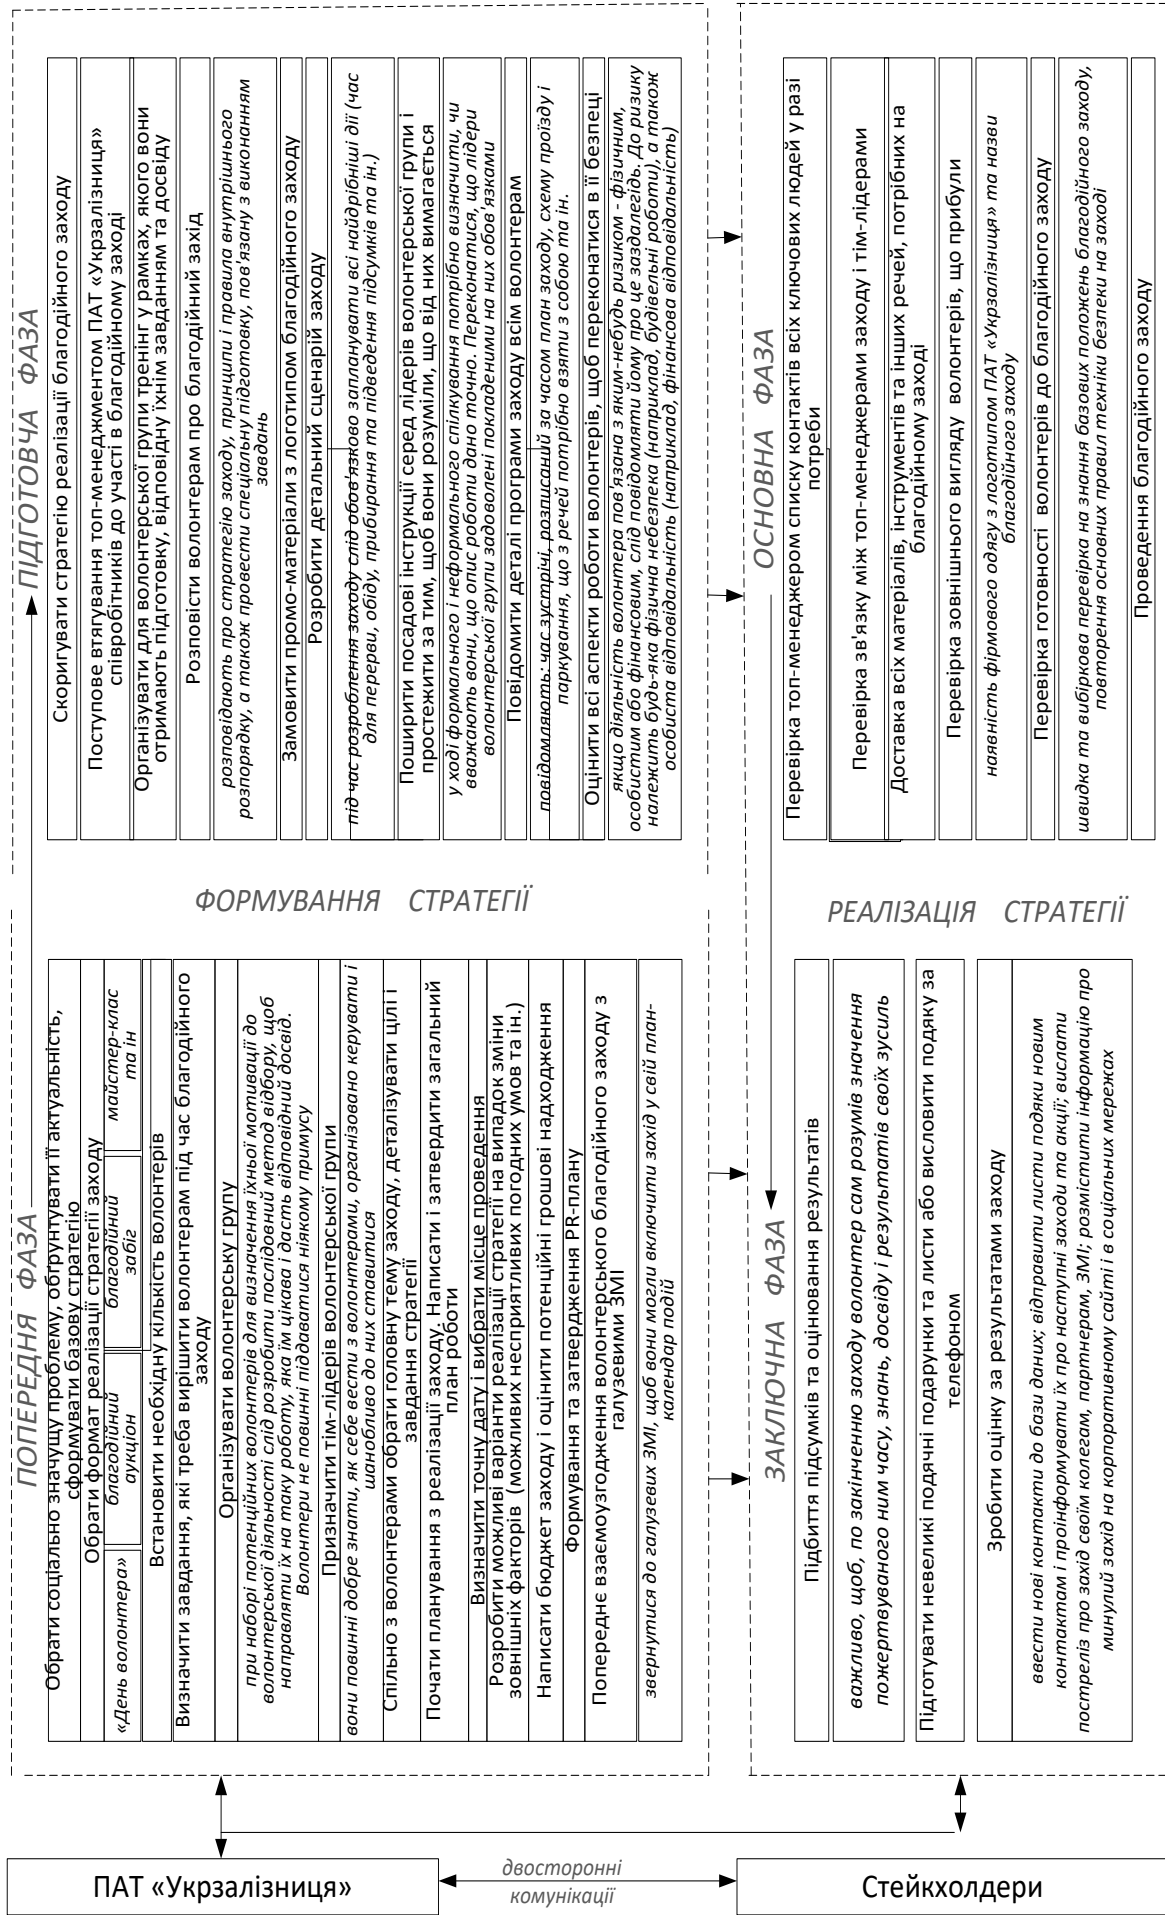 ПОПЕРЕДНЯ ФАЗА
Обрати соціально значущу проблему, обґрунтувати її актуальність,
сформувати базову стратегію
Обрати формат реалізації стратегії заходу
«День волонтера»
благодійний
аукціон
благодійний
забіг
майстер-клас
та ін
Встановити необхідну кількість волонтерів
Визначити завдання, які треба вирішити волонтерам під час благодійного
заходу
Організувати волонтерську групу
при наборі потенційних волонтерів для визначення їхньої мотивації до
волонтерської діяльності слід розробити послідовний метод відбору, щоб
направляти їх на таку роботу, яка їм цікава і дасть відповідний досвід.
Волонтери не повинні піддаватися ніякому примусу
Призначити тім-лідерів волонтерської групи
вони повинні добре знати, як себе вести з волонтерами, організовано керувати і
шанобливо до них ставитися
Спільно з волонтерами обрати головну тему заходу, деталізувати цілі і
завдання стратегії
Почати планування з реалізації заходу. Написати і затвердити загальний
план роботи
Визначити точну дату і вибрати місце проведення
Розробити можливі варіанти реалізації стратегії на випадок зміни
зовнішніх факторів (можливих несприятливих погодних умов та ін.)
Написати бюджет заходу і оцінити потенційні грошові надходження
Формування та затвердження PR-плану
Попереднє взаємоузгодження волонтерського благодійного заходу з
галузевими ЗМІ
звернутися до галузевих ЗМІ, щоб вони могли включити захід у свій план-
календар подій
ФОРМУВАННЯ СТРАТЕГІЇ
ПІДГОТОВЧА ФАЗА
Скоригувати стратегію реалізації благодійного заходу
Поступове втягування топ-менеджментом ПАТ «Укрзалізниця»
співробітників до участі в благодійному заході
Організувати для волонтерської групи тренінг у рамках, якого вони
отримають підготовку, відповідну їхнім завданням та досвіду
Розповісти волонтерам про благодійний захід
розповідають про стратегію заходу, принципи і правила внутрішнього
розпорядку, а також провести спеціальну підготовку, пов'язану з виконанням
завдань
Замовити промо-матеріали з логотипом благодійного заходу
Розробити детальний сценарій заходу
під час розроблення заходу слід обов'язково запланувати всі найдрібніші дії (час
для перерви, обіду, прибирання та підведення підсумків та ін.)
Поширити посадові інструкції серед лідерів волонтерської групи і
простежити за тим, щоб вони розуміли, що від них вимагається
у ході формального і неформального спілкування потрібно визначити, чи
вважають вони, що опис роботи дано точно. Переконатися, що лідери
волонтерської групи задоволені покладеними на них обов'язками
Повідомити деталі програми заходу всім волонтерам
повідомляють: час зустрічі, розписаний за часом план заходу, схему проїзду і
паркування, що з речей потрібно взяти з собою та ін.
Оцінити всі аспекти роботи волонтерів, щоб переконатися в її безпеці
якщо діяльність волонтера пов'язана з яким-небудь ризиком - фізичним,
особистим або фінансовим, слід повідомляти йому про це заздалегідь. До ризику
належить будь-яка фізична небезпека (наприклад, будівельні роботи), а також
особиста відповідальність (наприклад, фінансова відповідальність)
ЗАКЛЮЧНА ФАЗА
Підбиття підсумків та оцінювання результатів
важливо, щоб, по закінченню заходу волонтер сам розумів значення
пожертвуваного ним часу, знань, досвіду і результатів своїх зусиль
Підготувати невеликі подарунки та листи або висловити подяку за
телефоном
Зробити оцінку за результатами заходу
ввести нові контакти до бази даних; відправити листи подяки новим
контактам і проінформувати їх про наступні заходи та акції; вислати
постреліз про захід своїм колегам, партнерам, ЗМІ; розмістити інформацію про
минулий захід на корпоративному сайті і в соціальних мережах
РЕАЛІЗАЦІЯ СТРАТЕГІЇ
ОСНОВНА ФАЗА
Перевірка топ-менеджером списку контактів всіх ключових людей у разі
потреби
Перевірка зв'язку між топ-менеджерами заходу і тім-лідерами
Доставка всіх матеріалів, інструментів та інших речей, потрібних на
благодійному заході
Перевірка зовнішнього вигляду волонтерів, що прибули
наявність фірмового одягу з логотипом ПАТ «Укрзалізниця» та назви
благодійного заходу
Перевірка готовності волонтерів до благодійного заходу
швидка та вибіркова перевірка на знання базових положень благодійного заходу,
повторення основних правил техніки безпеки на заході
Проведення благодійного заходу
ПАТ «Укрзалізниця»
двосторонні
комунікації
Стейкхолдери